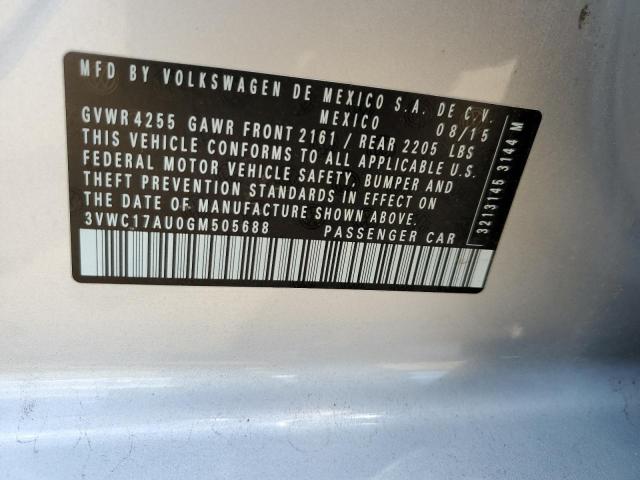 MFD BY VOLKSWAGEN DE MEXICO S.A. DE C.V.
MEXICO 08/15
GVWR 4255 GAWR FRONT 2161 / REAR 2205 LBS
THIS VEHICLE CONFORMS TO ALL APPLICABLE U.S.
FEDERAL MOTOR VEHICLE SAFETY, BUMPER AND
THEFT PREVENTION STANDARDS IN EFFECT ON
THE DATE OF MANUFACTURE SHOWN ABOVE.
3VWC17AU0GM505688 PASSENGER CAR
3213145 3144 M